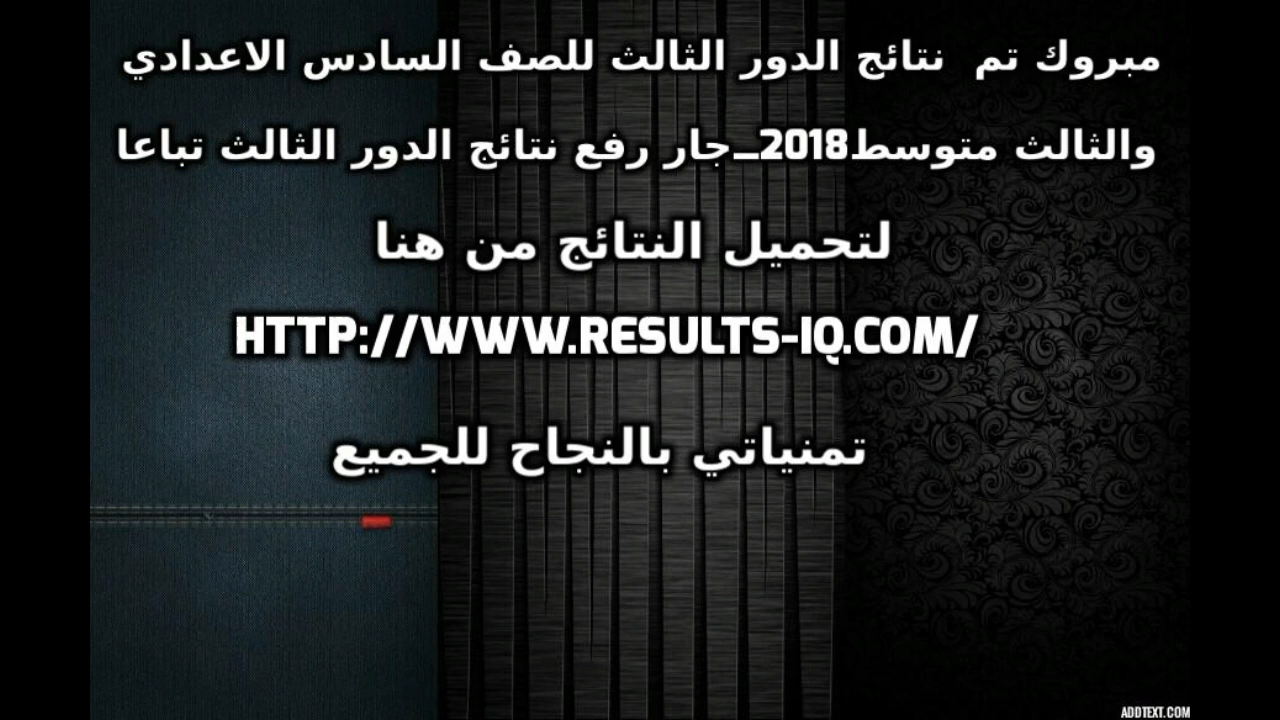 مبروك تم نتائج الدور الثالث للصف السادس الاعدادي
والثالث متوسط2018_جار رفع نتائج الدور الثالث تباعا
لتحميل النتائج من هنا
HTTP://WWW.RESULTS-IQ.COM/
تمنياتي بالنجاح للجميع
ADDTEXT.COM